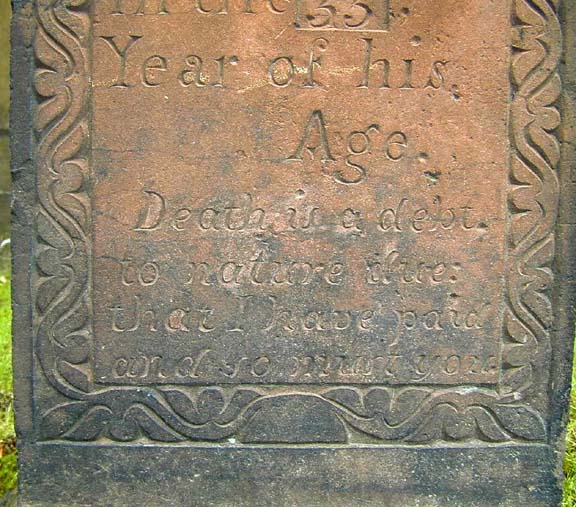 In the 33.
Year of his.
Age.
Death is a debt.
to nature due:
that I have paid
and so must you.